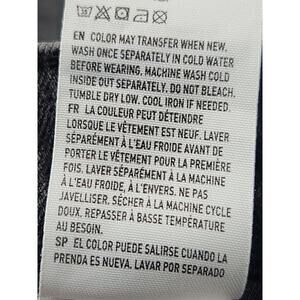 EN COLOR MAY TRANSFER WHEN NEW.
WASH ONCE SEPARATELY IN COLD WATER
BEFORE WEARING. MACHINE WASH COLD
INSIDE OUT SEPARATELY. DO NOT BLEACH.
TUMBLE DRY LOW. COOL IRON IF NEEDED.
FR LA COULEUR PEUT DÉTEINDRE
LORSQUE LE VÊTEMENT EST NEUF. LAVER
SÉPARÉMENT À L'EAU FROIDE AVANT DE
PORTER LE VÊTEMENT POUR LA PREMIÈRE
FOIS. LAVER SÉPARÉMENT À LA MACHINE
À L'EAU FROIDE, À L'ENVERS. NE PAS
JAVELLISER. SÉCHER À LA MACHINE CYCLE
DOUX. REPASSER À BASSE TEMPÉRATURE
AU BESOIN.
SP EL COLOR PUEDE SALIRSE CUANDO LA
PRENDA ES NUEVA. LAVAR POR SEPARADO